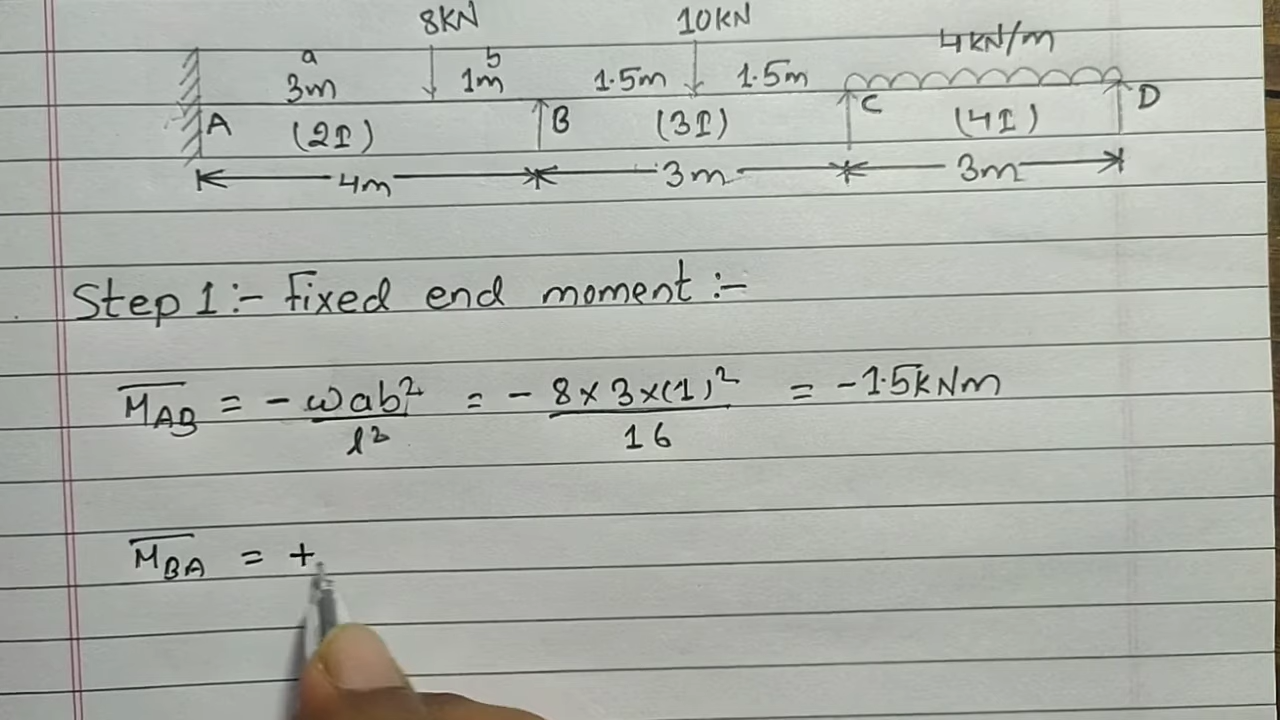 8KN 10KN 4KN/m
a b
3m 1m 1.5m 1.5m
A (2I) B (3I) C (4I) D
4m 3m 3m
Step 1:- Fixed end moment:-
M̅AB = - ωab² / l² = - 8 × 3 × (1)² / 16 = -1.5kNm
M̅BA = +